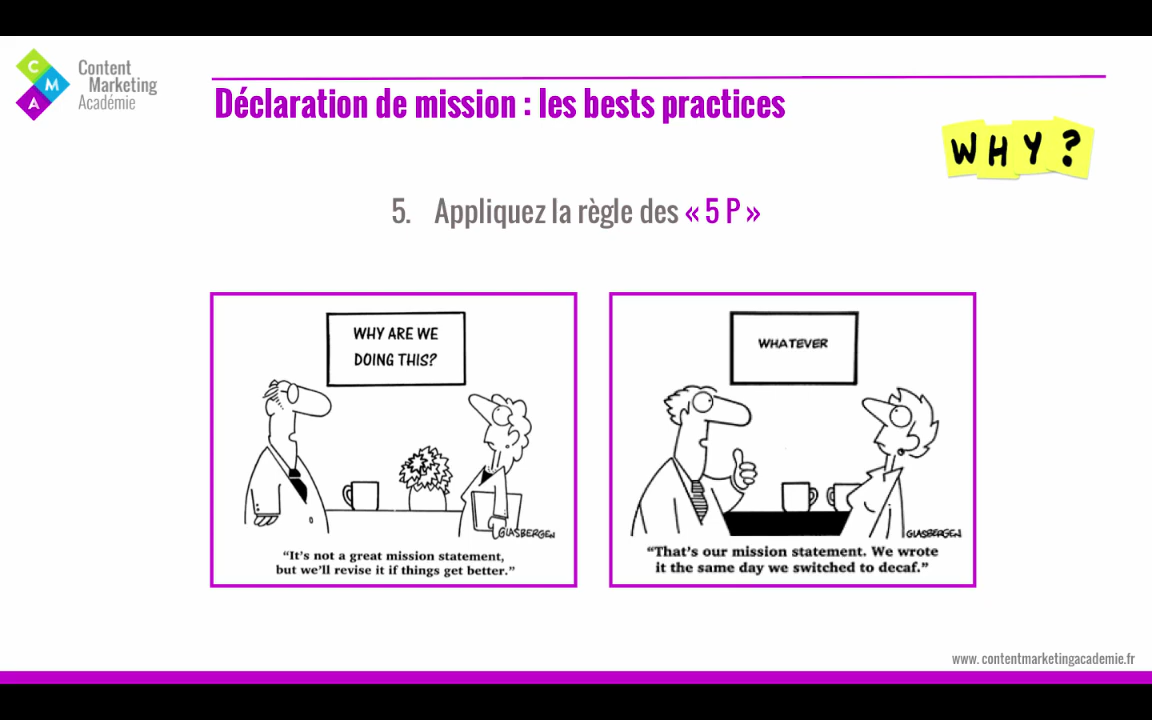 C
M
A
Content
Marketing
Académie
Déclaration de mission : les bests practices
WHY?
5. Appliquez la règle des « 5 P »
WHY ARE WE
DOING THIS?
GLASBERGEN
“It’s not a great mission statement,
but we’ll revise it if things get better.”
WHATEVER
GLASBERGEN
“That’s our mission statement. We wrote
it the same day we switched to decaf.”
www. contentmarketingacademie.fr